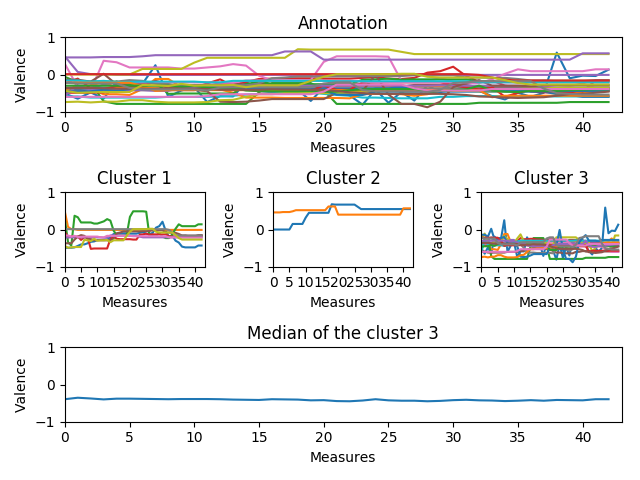 Annotation
Valence
1
0
−1
0 5 10 15 20 25 30 35 40
Measures
Cluster 1
1
0
−1
0 5 10152025303540
Measures
Cluster 2
Valence
1
0
−1
0 5 10152025303540
Measures
Cluster 3
Valence
1
0
−1
0 5 10152025303540
Measures
Median of the cluster 3
Valence
1
0
−1
0 5 10 15 20 25 30 35 40
Measures